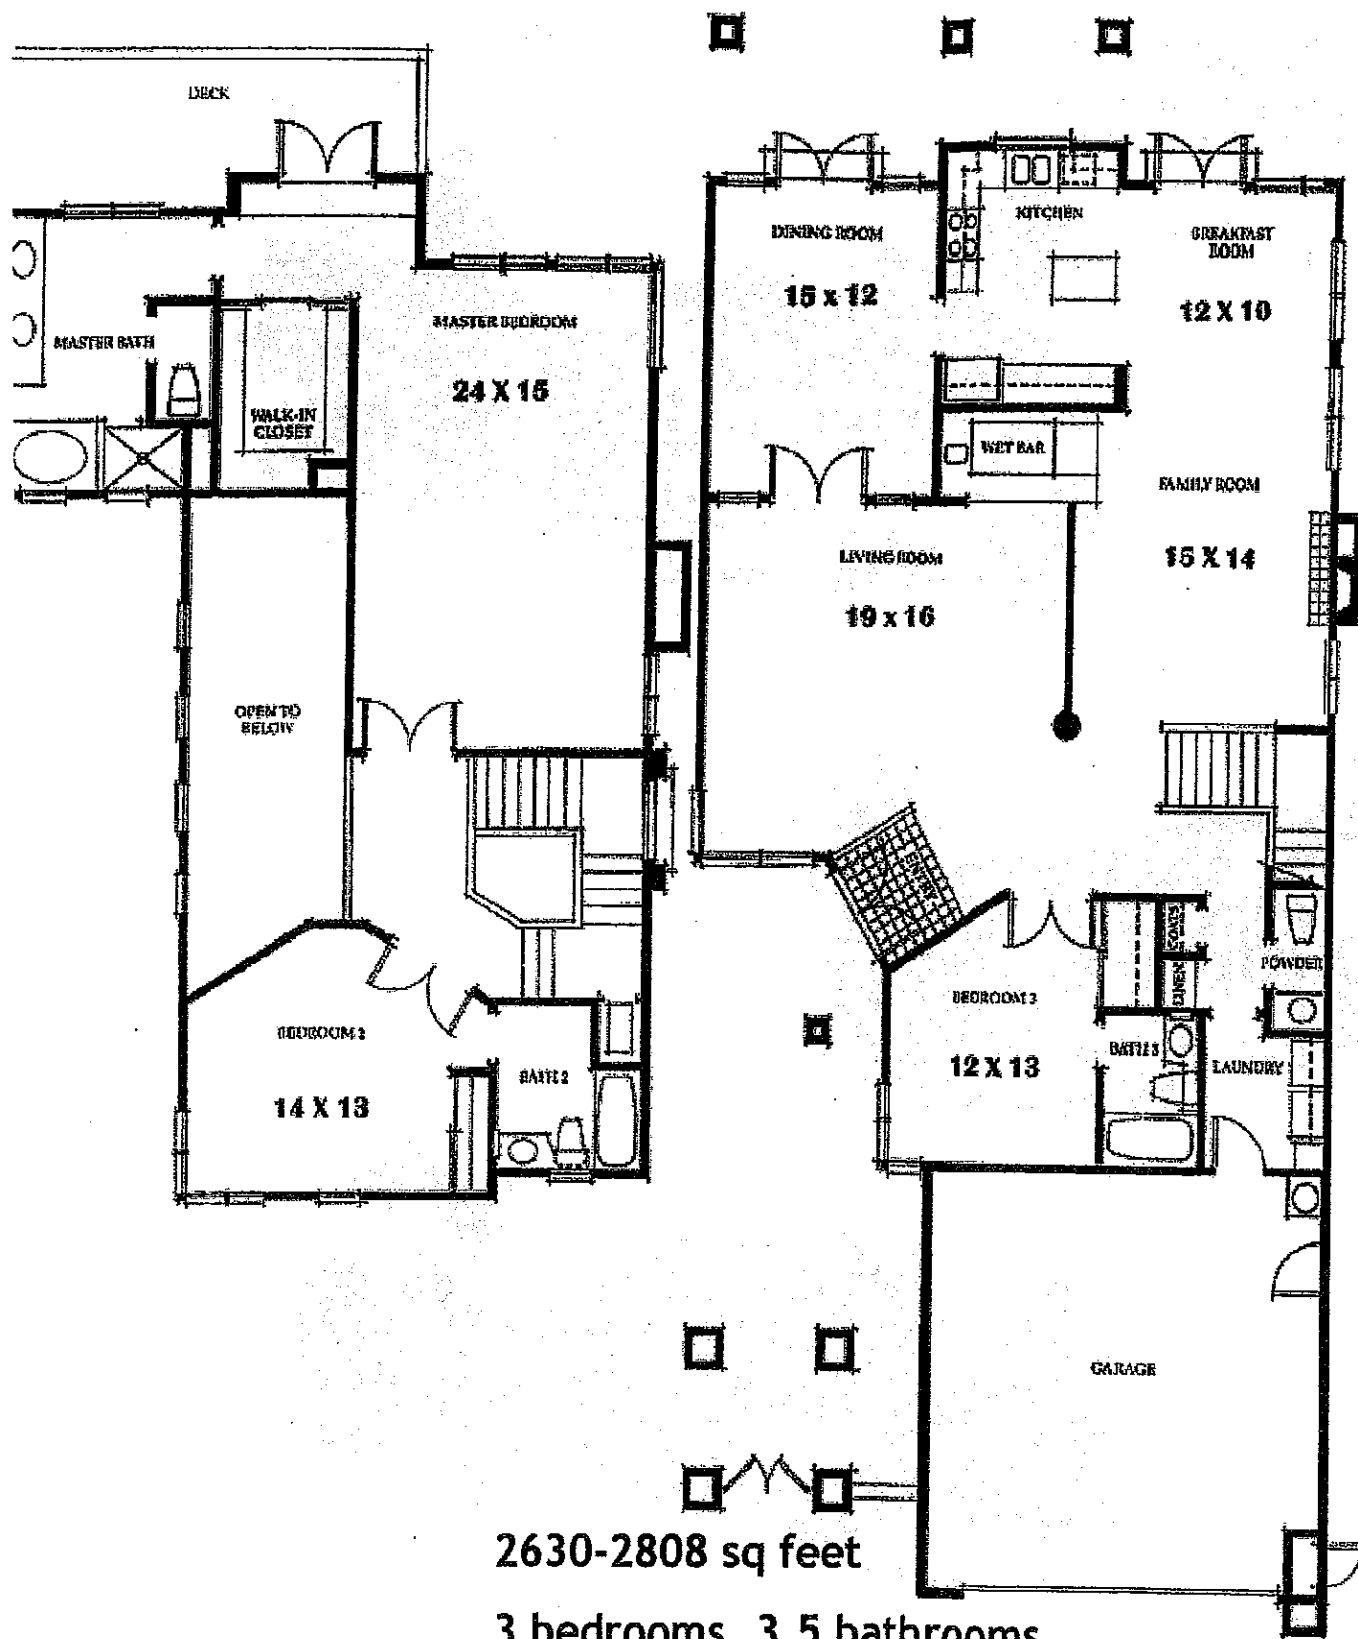 DECK
MASTER BATH
WALK-IN
CLOSET
MASTER BEDROOM
24 X 15
OPEN TO
BELOW
BEDROOM 2
14 X 13
BATH 2
DINING ROOM
15 x 12
KITCHEN
BREAKFAST
ROOM
12 X 10
WET BAR
FAMILY ROOM
15 X 14
LIVING ROOM
19 x 16
ENTRY
COATS
LINEN
POWDER
BEDROOM 3
12 X 13
BATH 3
LAUNDRY
GARAGE
2630-2808 sq feet
3 bedrooms 3.5 bathrooms